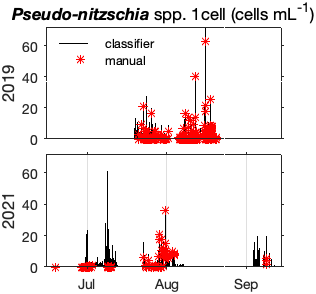 Pseudo-nitzschia spp. 1cell (cells mL⁻¹)
2019
60
40
20
0
classifier
manual
2021
60
40
20
0
Jul Aug Sep